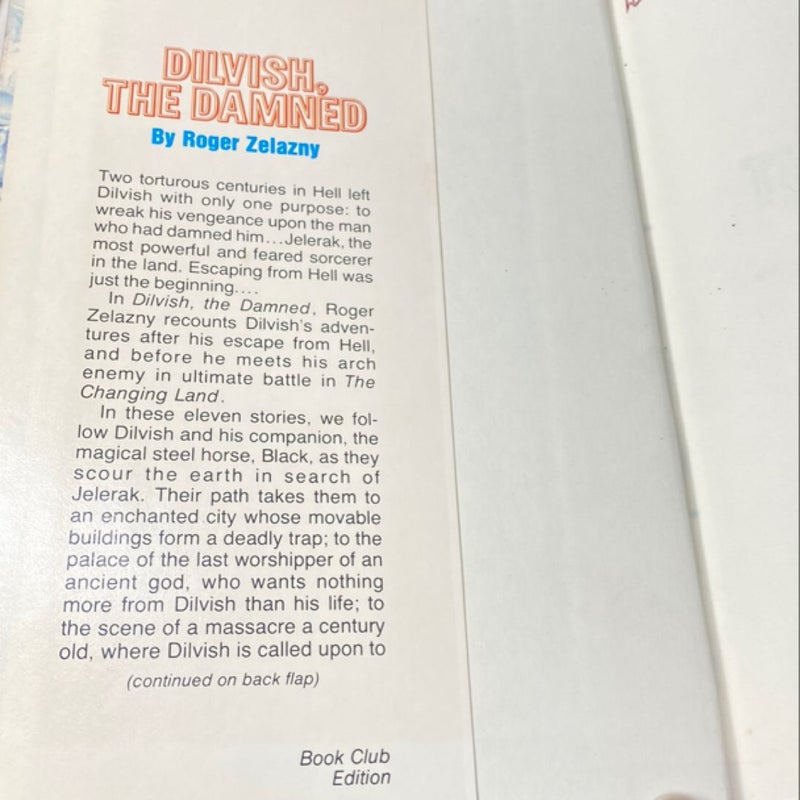 DILVISH,
THE DAMNED
By Roger Zelazny
Two torturous centuries in Hell left
Dilvish with only one purpose: to
wreak his vengeance upon the man
who had damned him...Jelerak, the
most powerful and feared sorcerer
in the land. Escaping from Hell was
just the beginning....
In Dilvish, the Damned, Roger
Zelazny recounts Dilvish's adven-
tures after his escape from Hell,
and before he meets his arch
enemy in ultimate battle in The
Changing Land.
In these eleven stories, we fol-
low Dilvish and his companion, the
magical steel horse, Black, as they
scour the earth in search of
Jelerak. Their path takes them to
an enchanted city whose movable
buildings form a deadly trap; to the
palace of the last worshipper of an
ancient god, who wants nothing
more from Dilvish than his life; to
the scene of a massacre a century
old, where Dilvish is called upon to
(continued on back flap)
Book Club
Edition